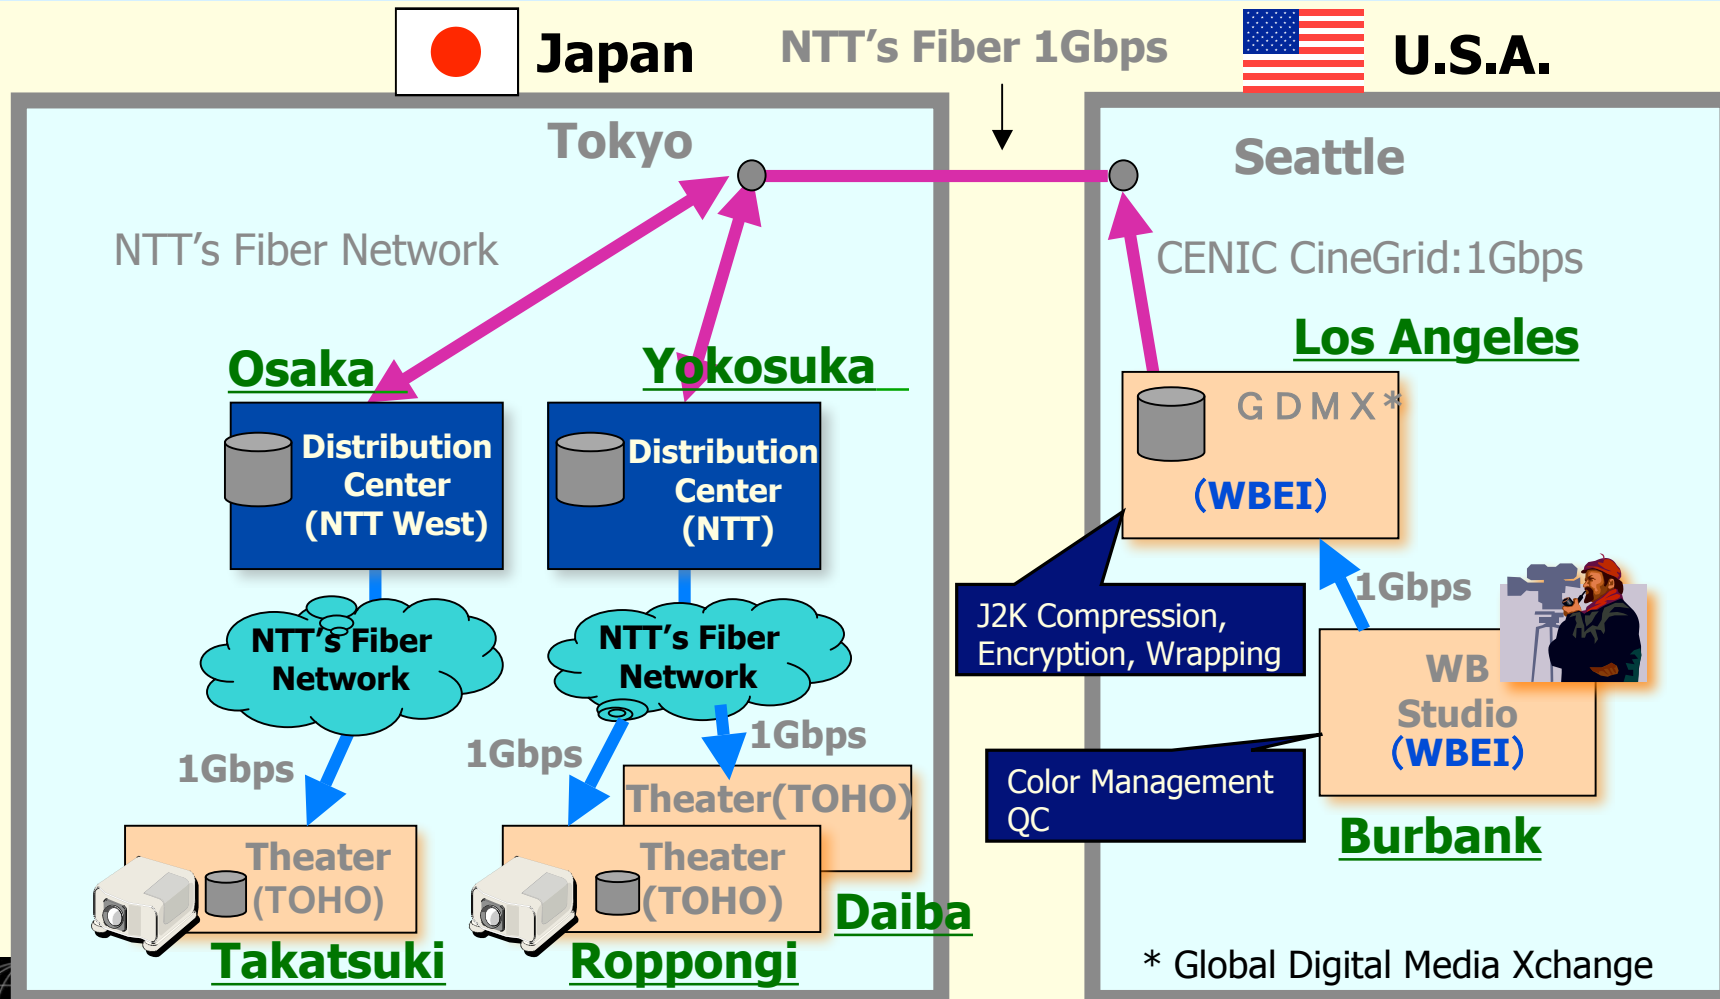 Japan
NTT's Fiber 1Gbps
U.S.A.
Tokyo
Seattle
NTT's Fiber Network
CENIC CineGrid:1Gbps
Los Angeles
Osaka
Yokosuka
GDMX*
(WBEI)
Distribution
Center
(NTT West)
Distribution
Center
(NTT)
1Gbps
J2K Compression,
Encryption, Wrapping
NTT's Fiber
Network
NTT's Fiber
Network
WB
Studio
(WBEI)
1Gbps
1Gbps
1Gbps
Color Management
QC
Theater(TOHO)
Burbank
Theater
(TOHO)
Theater
(TOHO)
Daiba
Takatsuki
Roppongi
* Global Digital Media Xchange